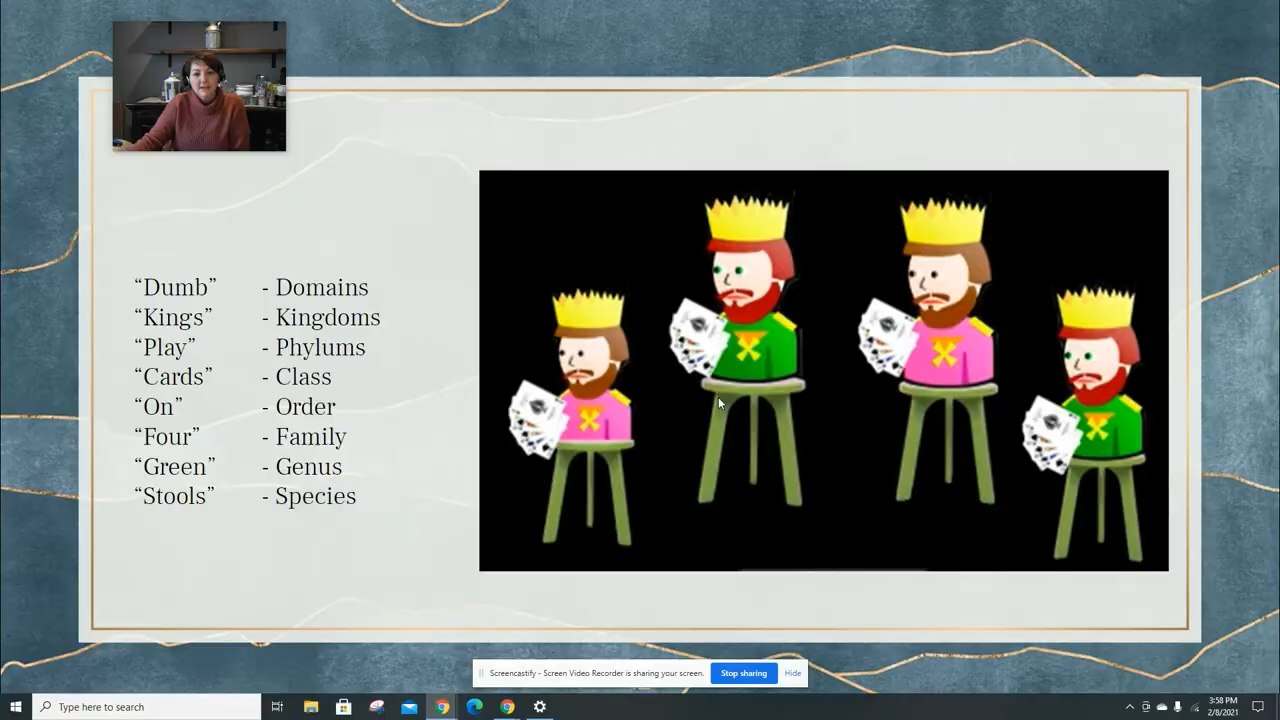 “Dumb” - Domains
“Kings” - Kingdoms
“Play” - Phylums
“Cards” - Class
“On” - Order
“Four” - Family
“Green” - Genus
“Stools” - Species
Screencastify - Screen Video Recorder is sharing your screen. Stop sharing Hide
Type here to search
3:58 PM
2/8/2021